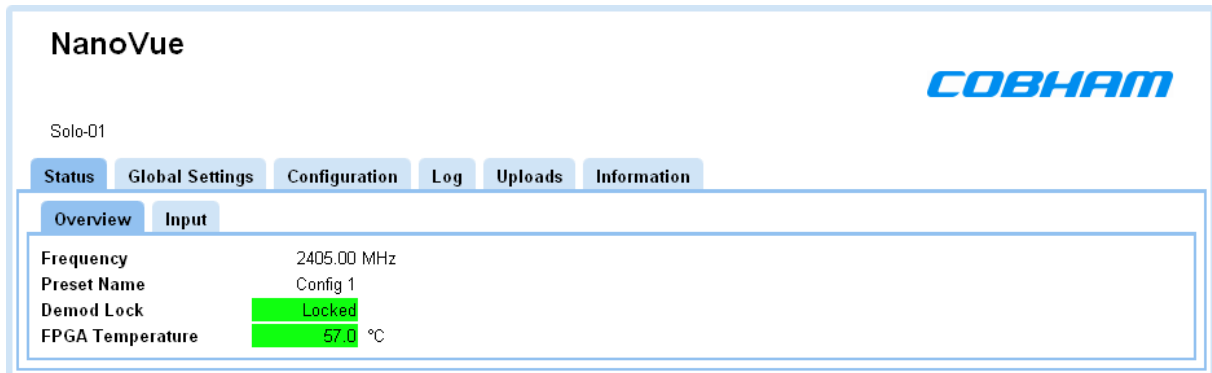 NanoVue
COBHAM
Solo-01
Status Global Settings Configuration Log Uploads Information
Overview Input
Frequency 2405.00 MHz
Preset Name Config 1
Demod Lock Locked
FPGA Temperature 57.0 °C